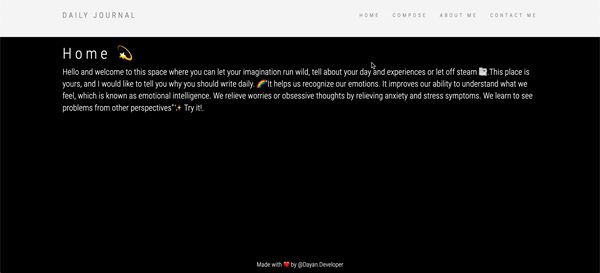 DAILY JOURNAL
HOME COMPOSE ABOUT ME CONTACT ME
Home 💫
Hello and welcome to this space where you can let your imagination run wild, tell about your day and experiences or let off steam 📨.This place is
yours, and I would like to tell you why you should write daily. 🌈"It helps us recognize our emotions. It improves our ability to understand what we
feel, which is known as emotional intelligence. We relieve worries or obsessive thoughts by relieving anxiety and stress symptoms. We learn to see
problems from other perspectives"✨ Try it!.
Made with ❤️ by @Dayan.Developer